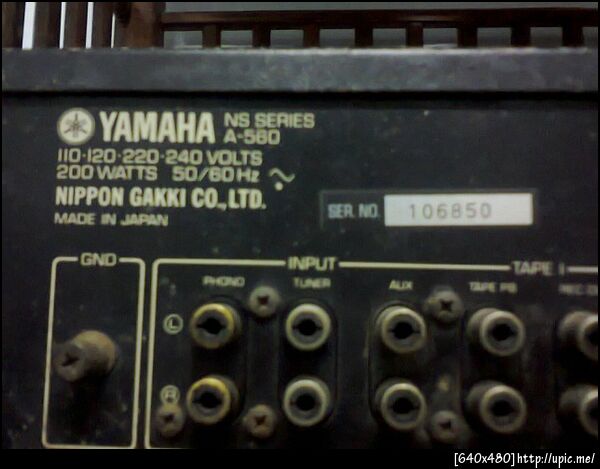 YAMAHA NS SERIES
A-560
110-120-220-240 VOLTS
200 WATTS 50/60 Hz ~
NIPPON GAKKI CO., LTD.
MADE IN JAPAN
SER. NO. 106850
GND
INPUT
TAPE 1
PHONO TUNER AUX TAPE PB
L
R
[640x480]http://upic.me/